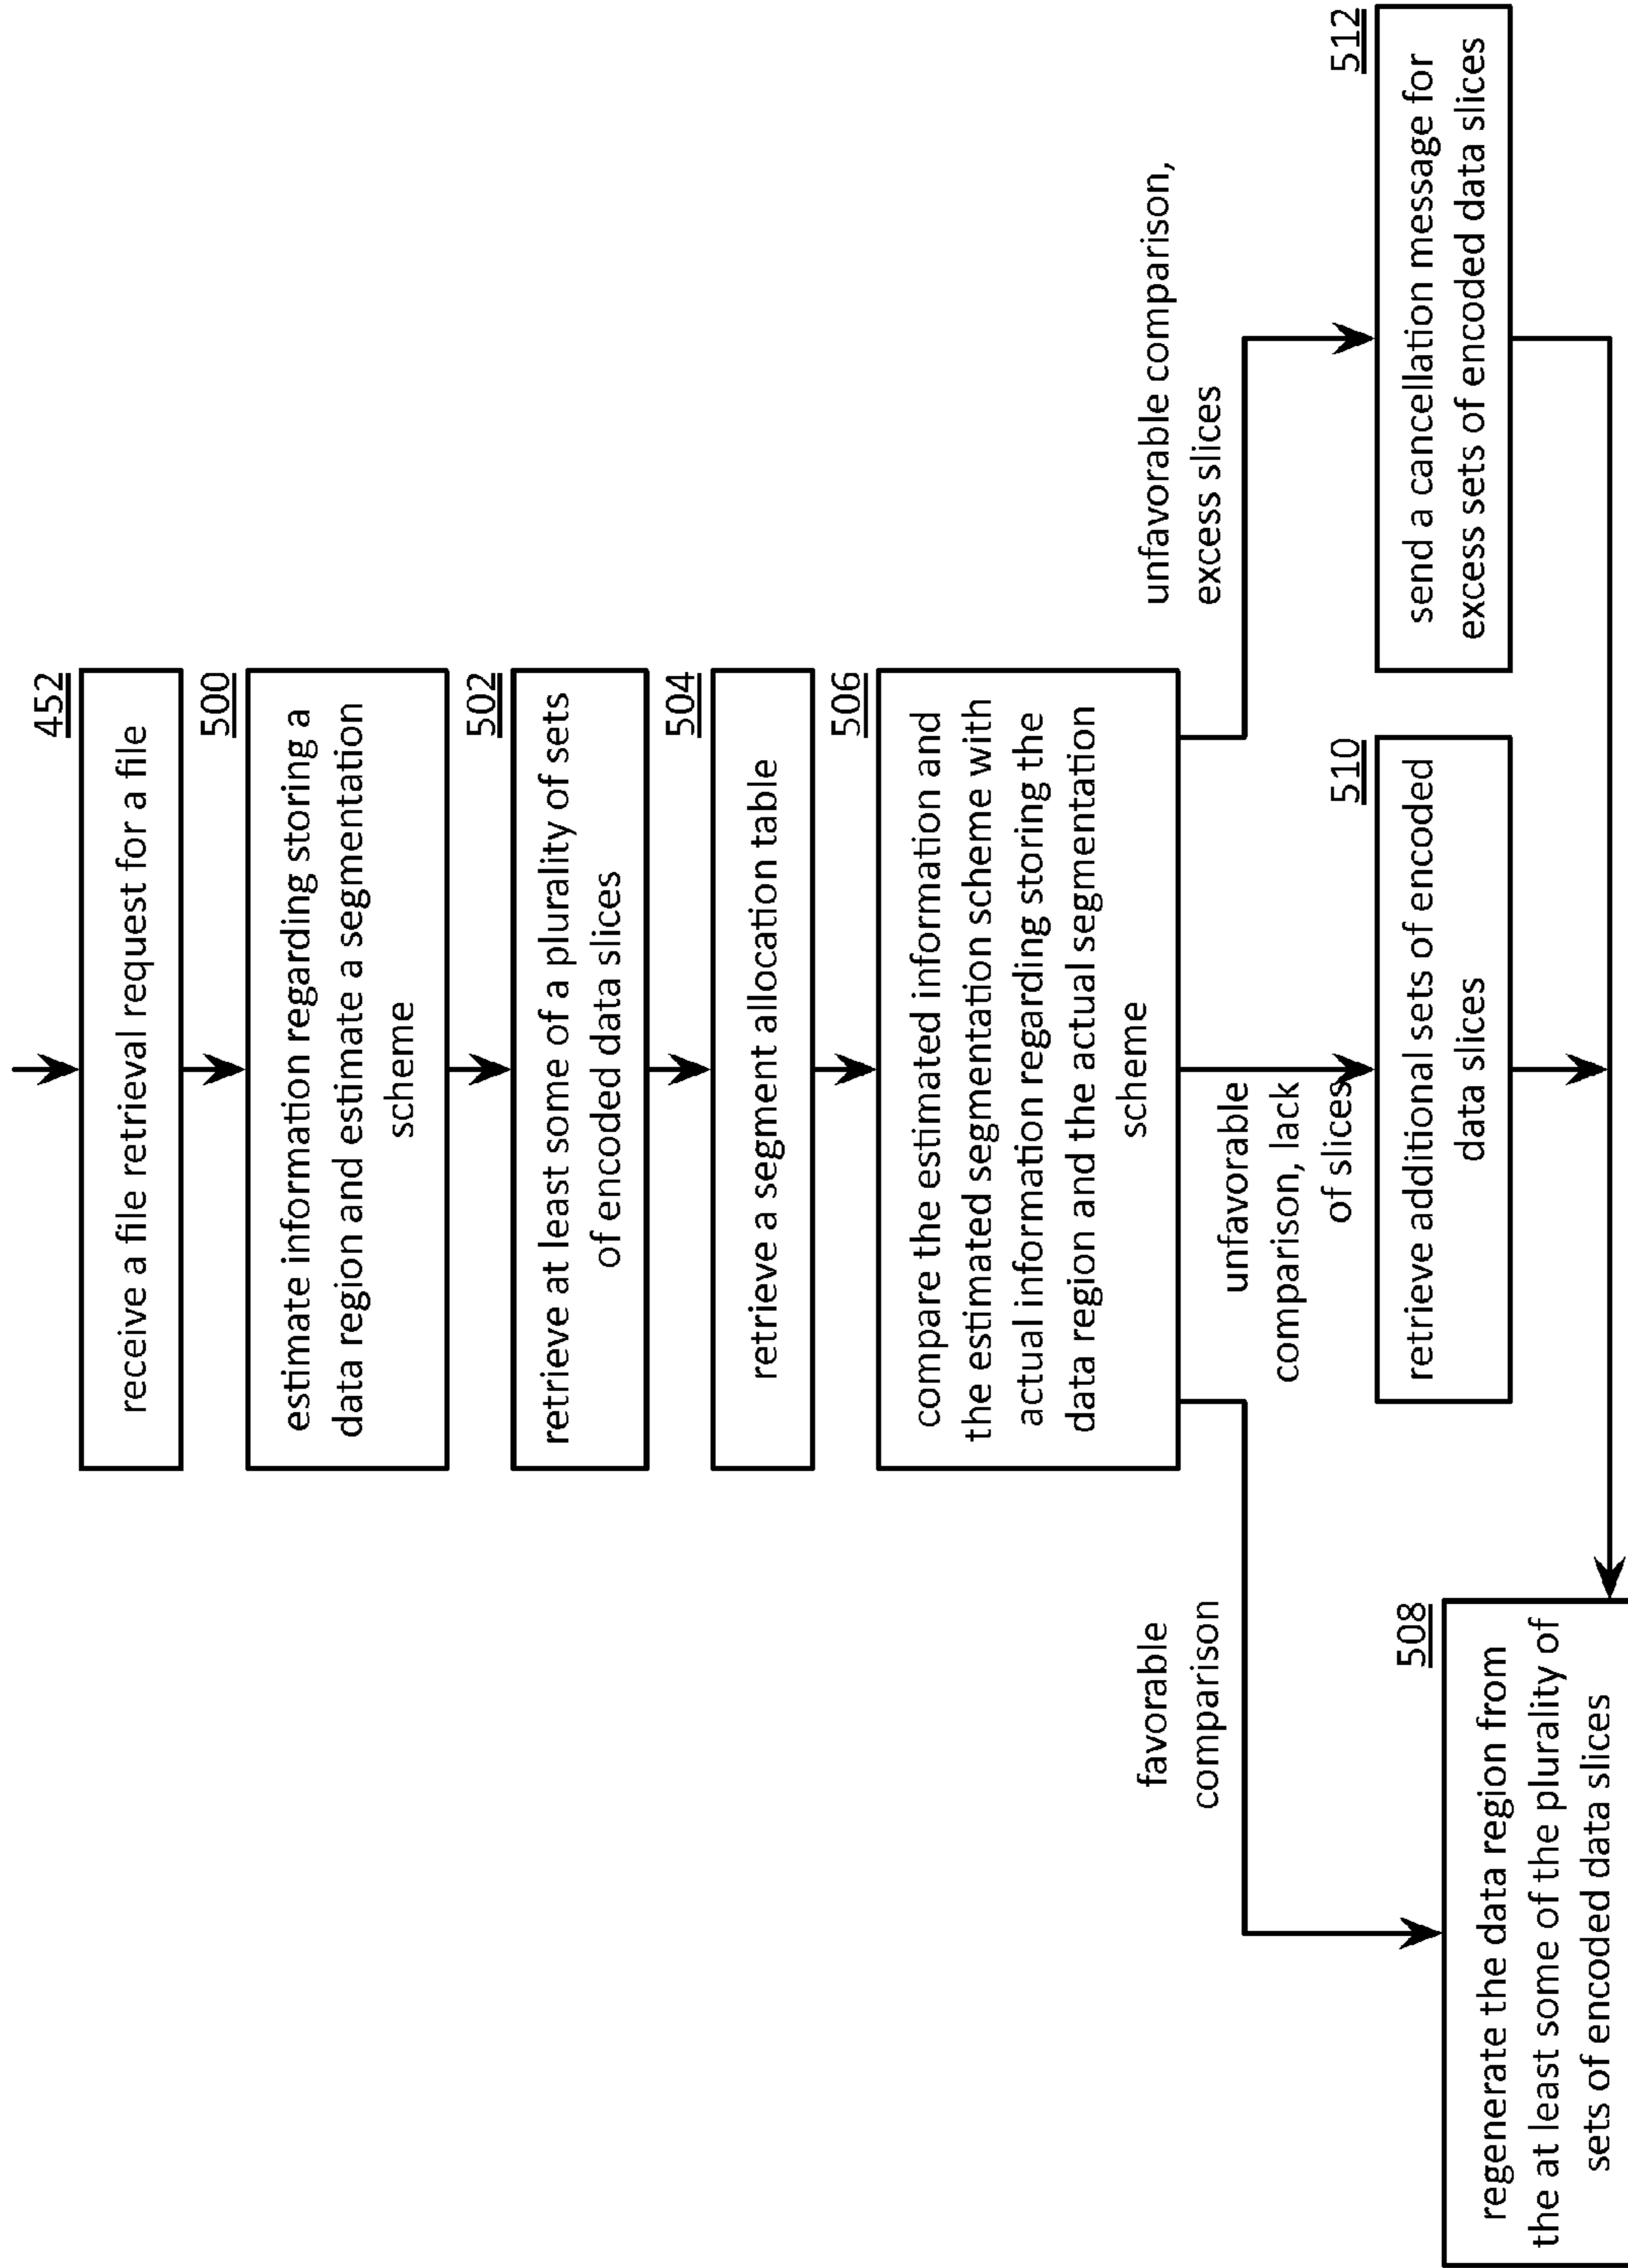 452
receive a file retrieval request for a file
500
estimate information regarding storing a
data region and estimate a segmentation
scheme
502
retrieve at least some of a plurality of sets
of encoded data slices
504
retrieve a segment allocation table
506
compare the estimated information and
the estimated segmentation scheme with
actual information regarding storing the
data region and the actual segmentation
scheme
favorable
comparison
unfavorable
comparison, lack
of slices
unfavorable comparison,
excess slices
508
regenerate the data region from
the at least some of the plurality of
sets of encoded data slices
510
retrieve additional sets of encoded
data slices
512
send a cancellation message for
excess sets of encoded data slices